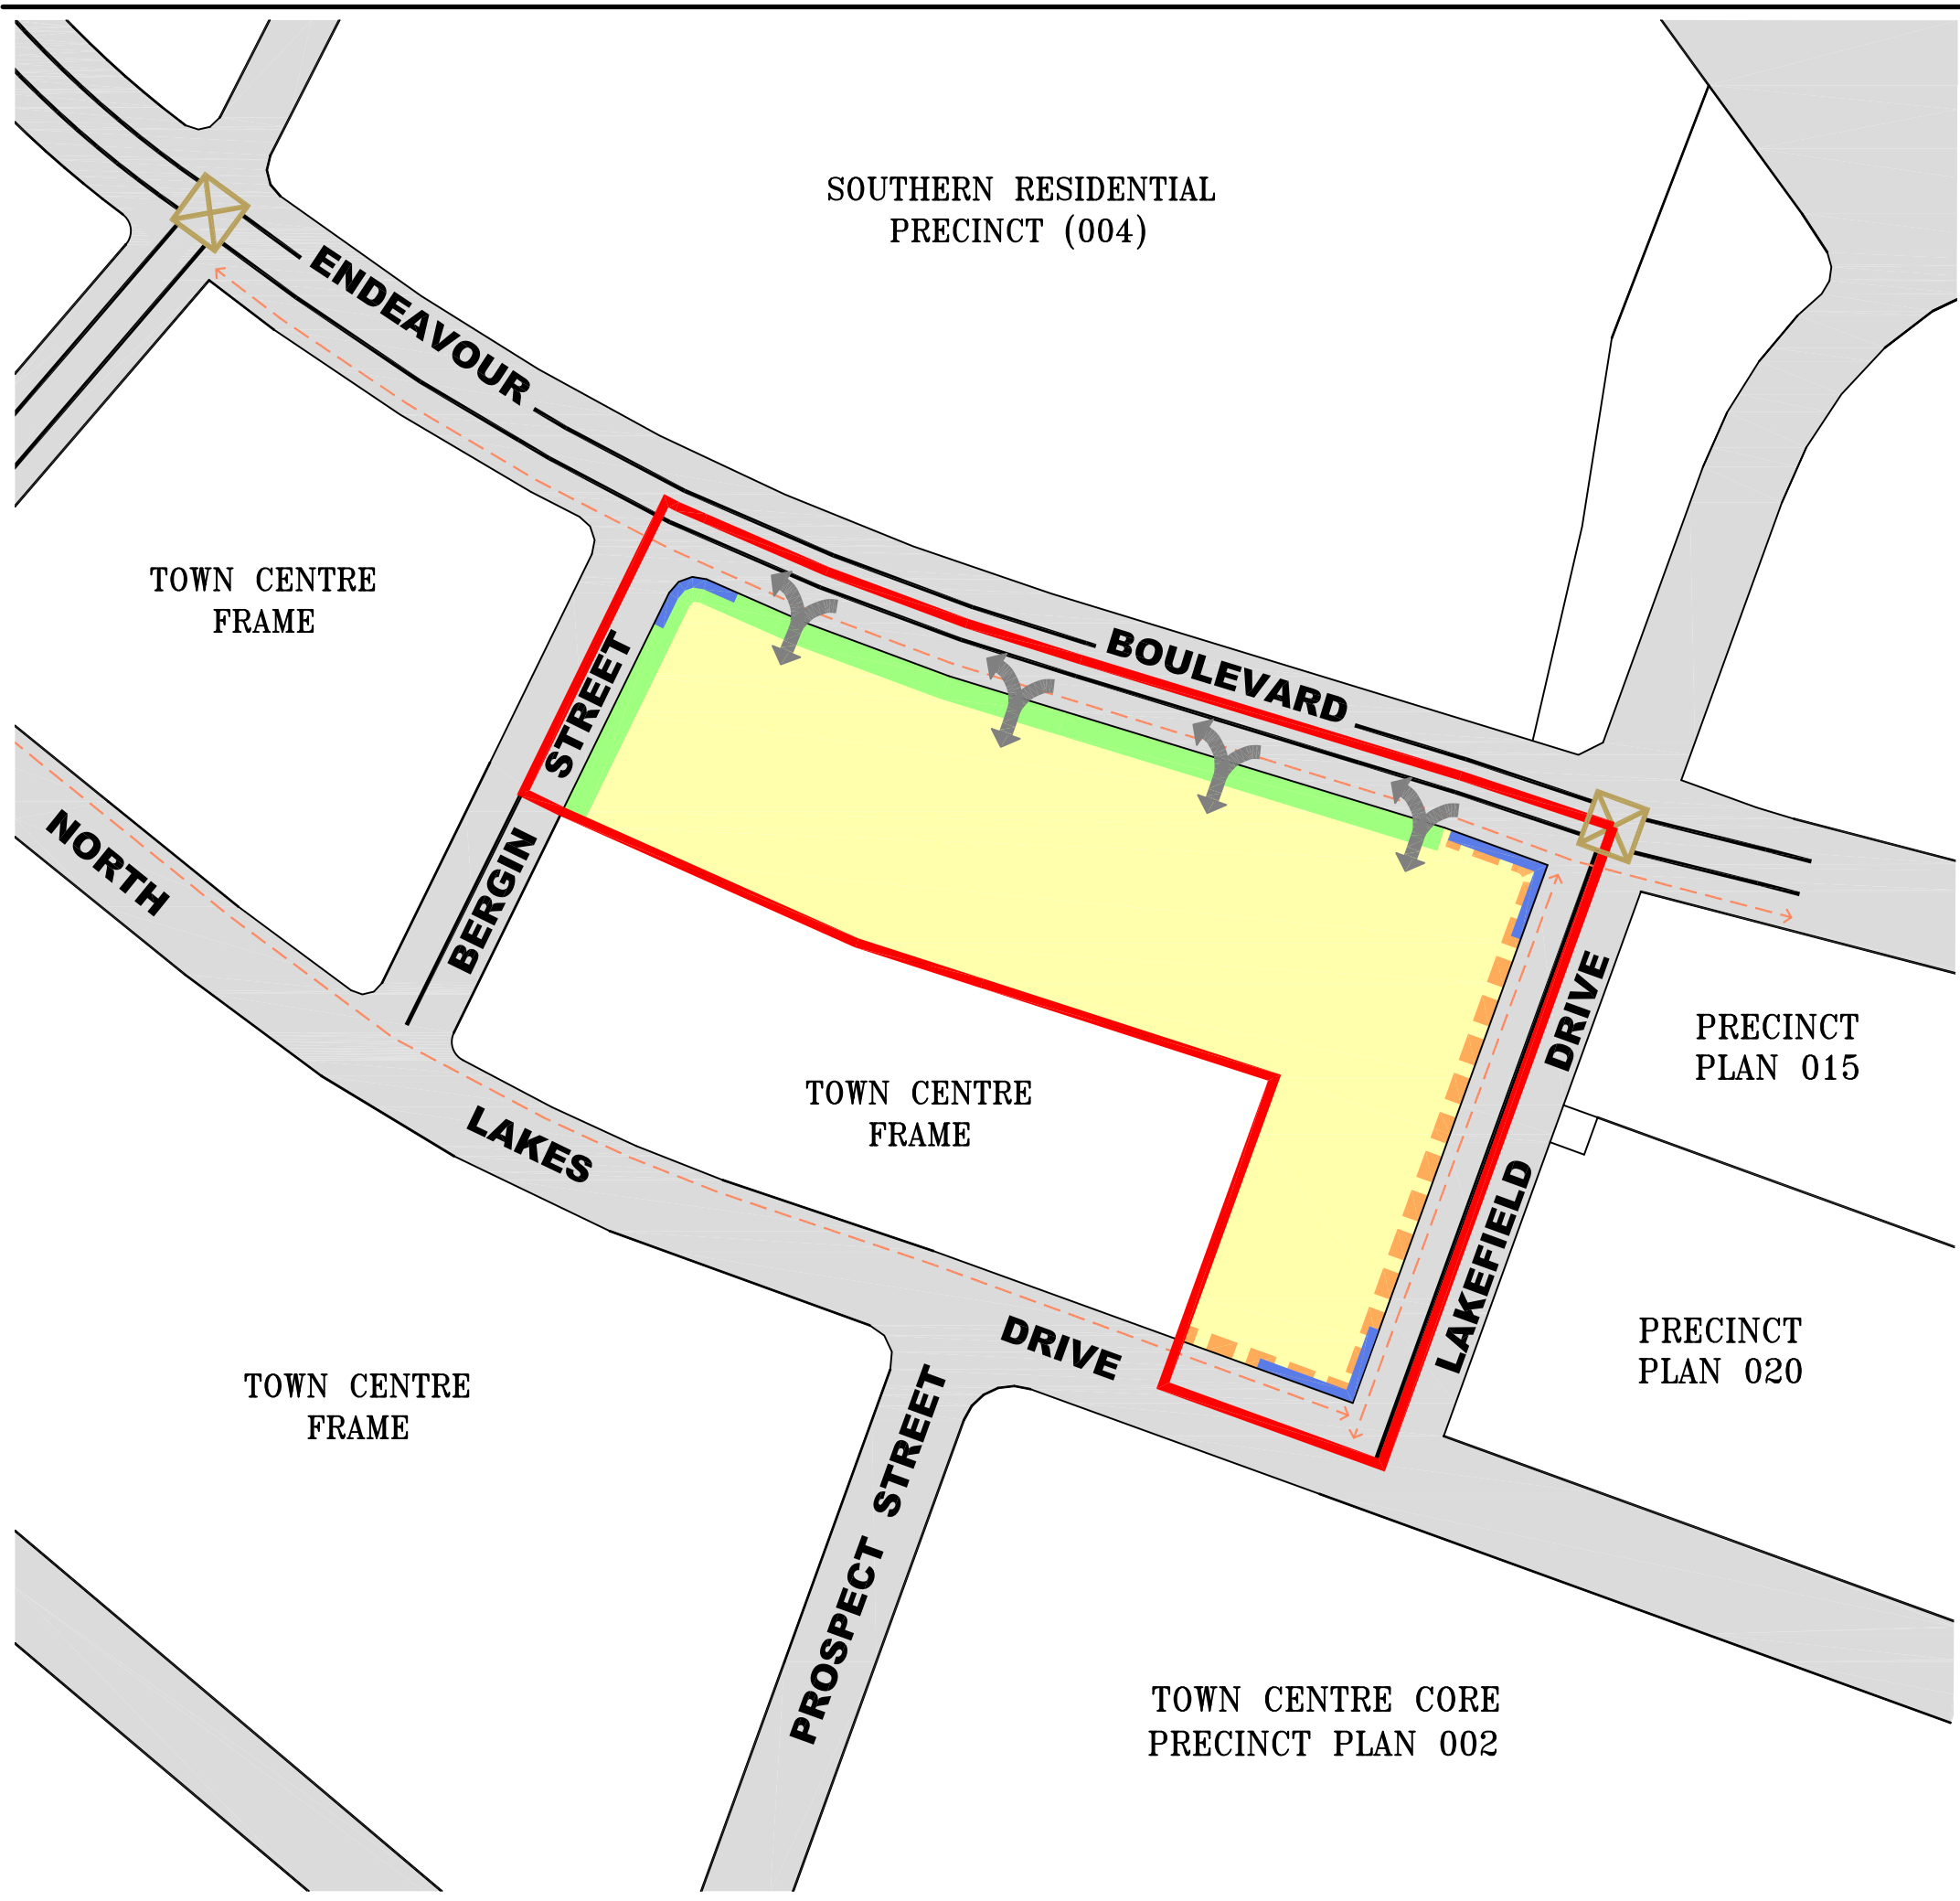 SOUTHERN RESIDENTIAL
PRECINCT (004)
ENDEAVOUR
BOULEVARD
TOWN CENTRE
FRAME
STREET
BERGIN
NORTH
LAKES
DRIVE
TOWN CENTRE
FRAME
DRIVE
LAKEFIELD
PRECINCT
PLAN 015
PRECINCT
PLAN 020
TOWN CENTRE
FRAME
PROSPECT STREET
TOWN CENTRE CORE
PRECINCT PLAN 002